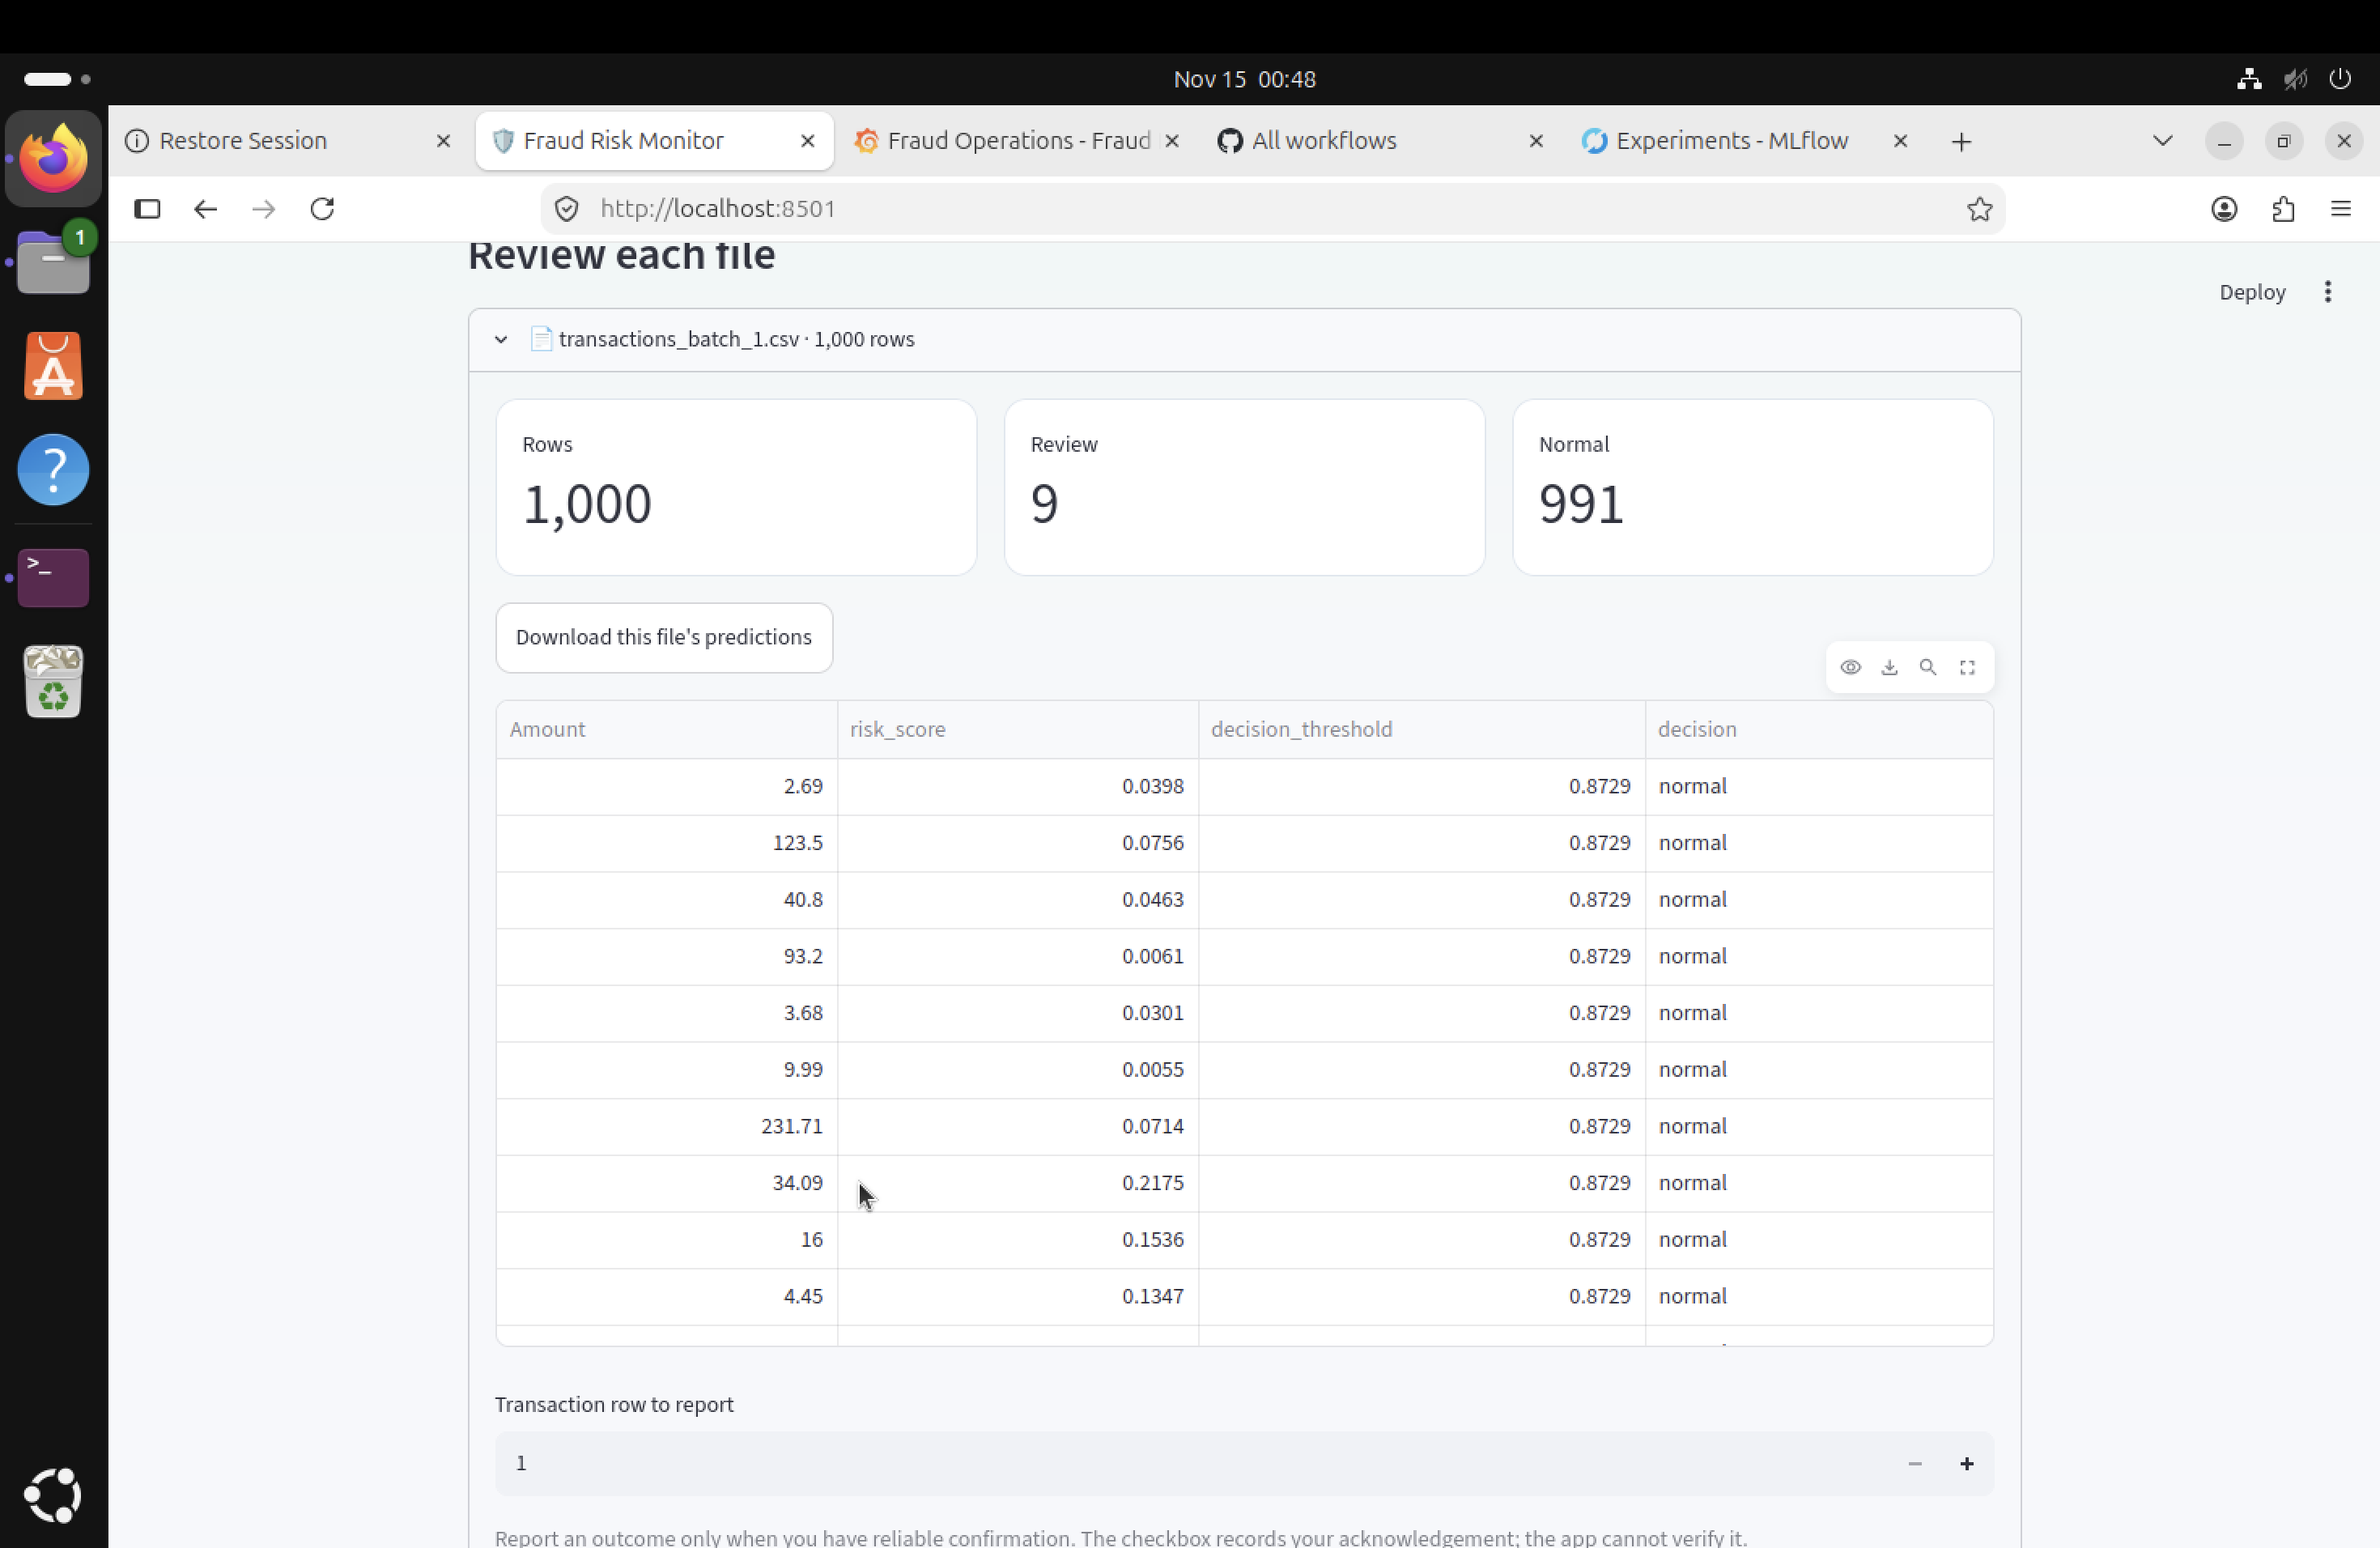 Nov 15 00:48
Restore Session
Fraud Risk Monitor
Fraud Operations - Fraud
All workflows
Experiments - MLflow
1
http://localhost:8501
Review each file
Deploy
transactions_batch_1.csv · 1,000 rows
Rows Review Normal
1,000 9 991
Download this file's predictions
Amount risk_score decision_threshold decision
2.69 0.0398 0.8729 normal
123.5 0.0756 0.8729 normal
40.8 0.0463 0.8729 normal
93.2 0.0061 0.8729 normal
3.68 0.0301 0.8729 normal
9.99 0.0055 0.8729 normal
231.71 0.0714 0.8729 normal
34.09 0.2175 0.8729 normal
16 0.1536 0.8729 normal
4.45 0.1347 0.8729 normal
Transaction row to report
1
Report an outcome only when you have reliable confirmation. The checkbox records your acknowledgement; the app cannot verify it.